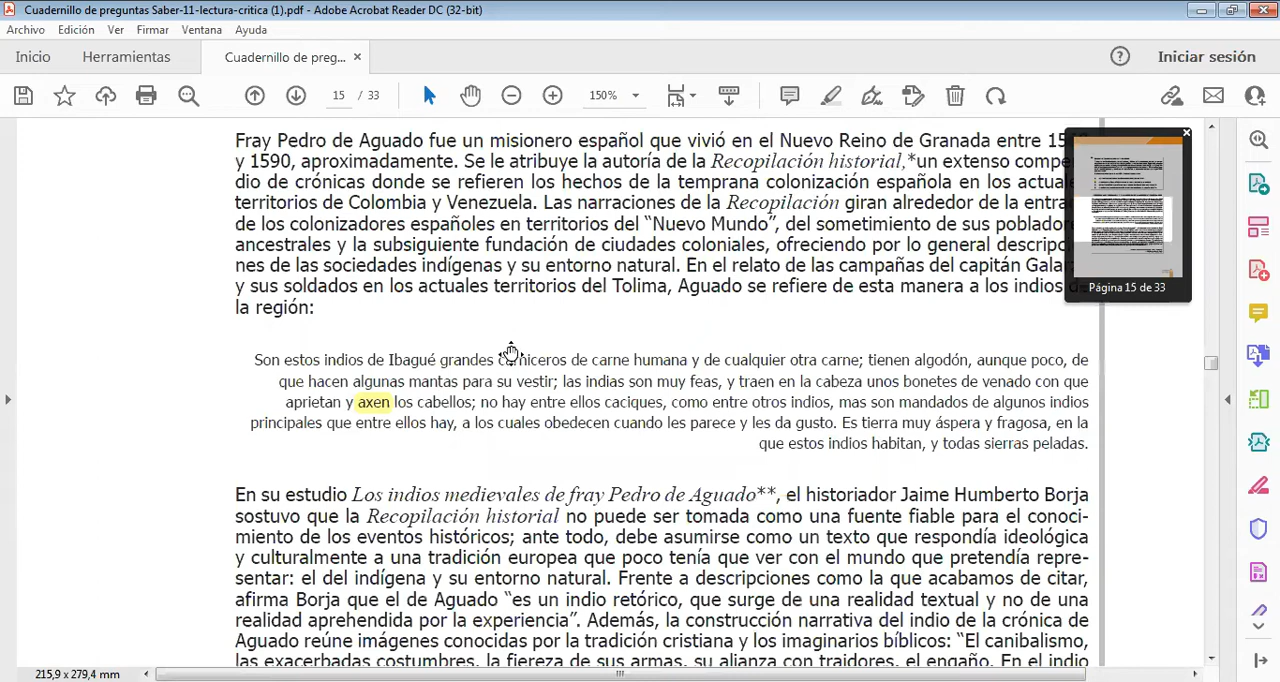 Cuadernillo de preguntas Saber-11-lectura-critica (1).pdf - Adobe Acrobat Reader DC (32-bit)
Archivo Edición Ver Firmar Ventana Ayuda
Inicio Herramientas Cuadernillo de preg... × Iniciar sesión
15 / 33 150%
Fray Pedro de Aguado fue un misionero español que vivió en el Nuevo Reino de Granada entre
y 1590, aproximadamente. Se le atribuye la autoría de la Recopilación historial,*un extenso compen
dio de crónicas donde se refieren los hechos de la temprana colonización española en los actuale
territorios de Colombia y Venezuela. Las narraciones de la Recopilación giran alrededor de la entra
de los colonizadores españoles en territorios del “Nuevo Mundo”, del sometimiento de sus poblado
ancestrales y la subsiguiente fundación de ciudades coloniales, ofreciendo por lo general descripci
nes de las sociedades indígenas y su entorno natural. En el relato de las campañas del capitán Galar
y sus soldados en los actuales territorios del Tolima, Aguado se refiere de esta manera a los indios de
la región:
Página 15 de 33
Son estos indios de Ibagué grandes carniceros de carne humana y de cualquier otra carne; tienen algodón, aunque poco, de
que hacen algunas mantas para su vestir; las indias son muy feas, y traen en la cabeza unos bonetes de venado con que
aprietan y axen los cabellos; no hay entre ellos caciques, como entre otros indios, mas son mandados de algunos indios
principales que entre ellos hay, a los cuales obedecen cuando les parece y les da gusto. Es tierra muy áspera y fragosa, en la
que estos indios habitan, y todas sierras peladas.
En su estudio Los indios medievales de fray Pedro de Aguado**, el historiador Jaime Humberto Borja
sostuvo que la Recopilación historial no puede ser tomada como una fuente fiable para el conoci-
miento de los eventos históricos; ante todo, debe asumirse como un texto que respondía ideológica
y culturalmente a una tradición europea que poco tenía que ver con el mundo que pretendía repre-
sentar: el del indígena y su entorno natural. Frente a descripciones como la que acabamos de citar,
afirma Borja que el de Aguado “es un indio retórico, que surge de una realidad textual y no de una
realidad aprehendida por la experiencia”. Además, la construcción narrativa del indio de la crónica de
Aguado reúne imágenes conocidas por la tradición cristiana y los imaginarios bíblicos: “El canibalismo,
las exacerbadas costumbres, la fiereza de sus armas, su alianza con traidores, el engaño. En el indio
215,9 x 279,4 mm